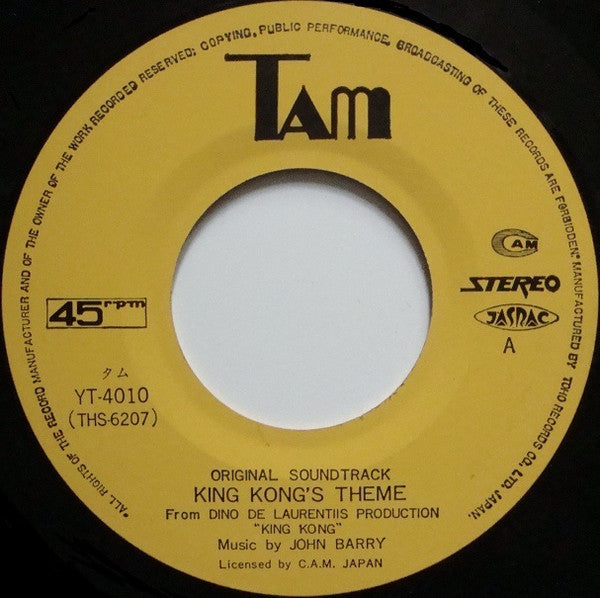 *ALL RIGHTS OF THE RECORD MANUFACTURER AND OF THE OWNER OF THE WORK RECORDED RESERVED; COPYING, PUBLIC PERFORMANCE, BROADCASTING OF THESE RECORDS ARE FORBIDDEN." MANUFACTURED BY TOHO RECORDS CO., LTD. JAPAN.
TAM
CAM
STEREO
JASRAC
A
45rpm
タム
YT-4010
(THS-6207)
ORIGINAL SOUNDTRACK
KING KONG'S THEME
From DINO DE LAURENTIIS PRODUCTION
"KING KONG"
Music by JOHN BARRY
Licensed by C.A.M. JAPAN